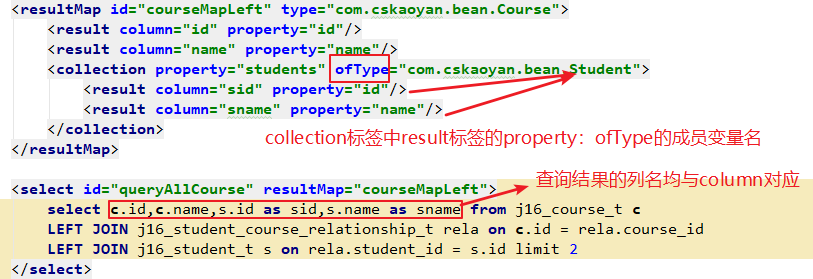 <resultMap id="courseMapLeft" type="com.cskaoyan.bean.Course">
<result column="id" property="id"/>
<result column="name" property="name"/>
<collection property="students" ofType="com.cskaoyan.bean.Student">
<result column="sid" property="id"/>
<result column="sname" property="name"/>
</collection>
collection标签中result标签的property：ofType的成员变量名
</resultMap>
查询结果的列名均与column对应
<select id="queryAllCourse" resultMap="courseMapLeft">
select c.id,c.name,s.id as sid,s.name as sname from j16_course_t c
LEFT JOIN j16_student_course_relationship_t rela on c.id = rela.course_id
LEFT JOIN j16_student_t s on rela.student_id = s.id limit 2
</select>